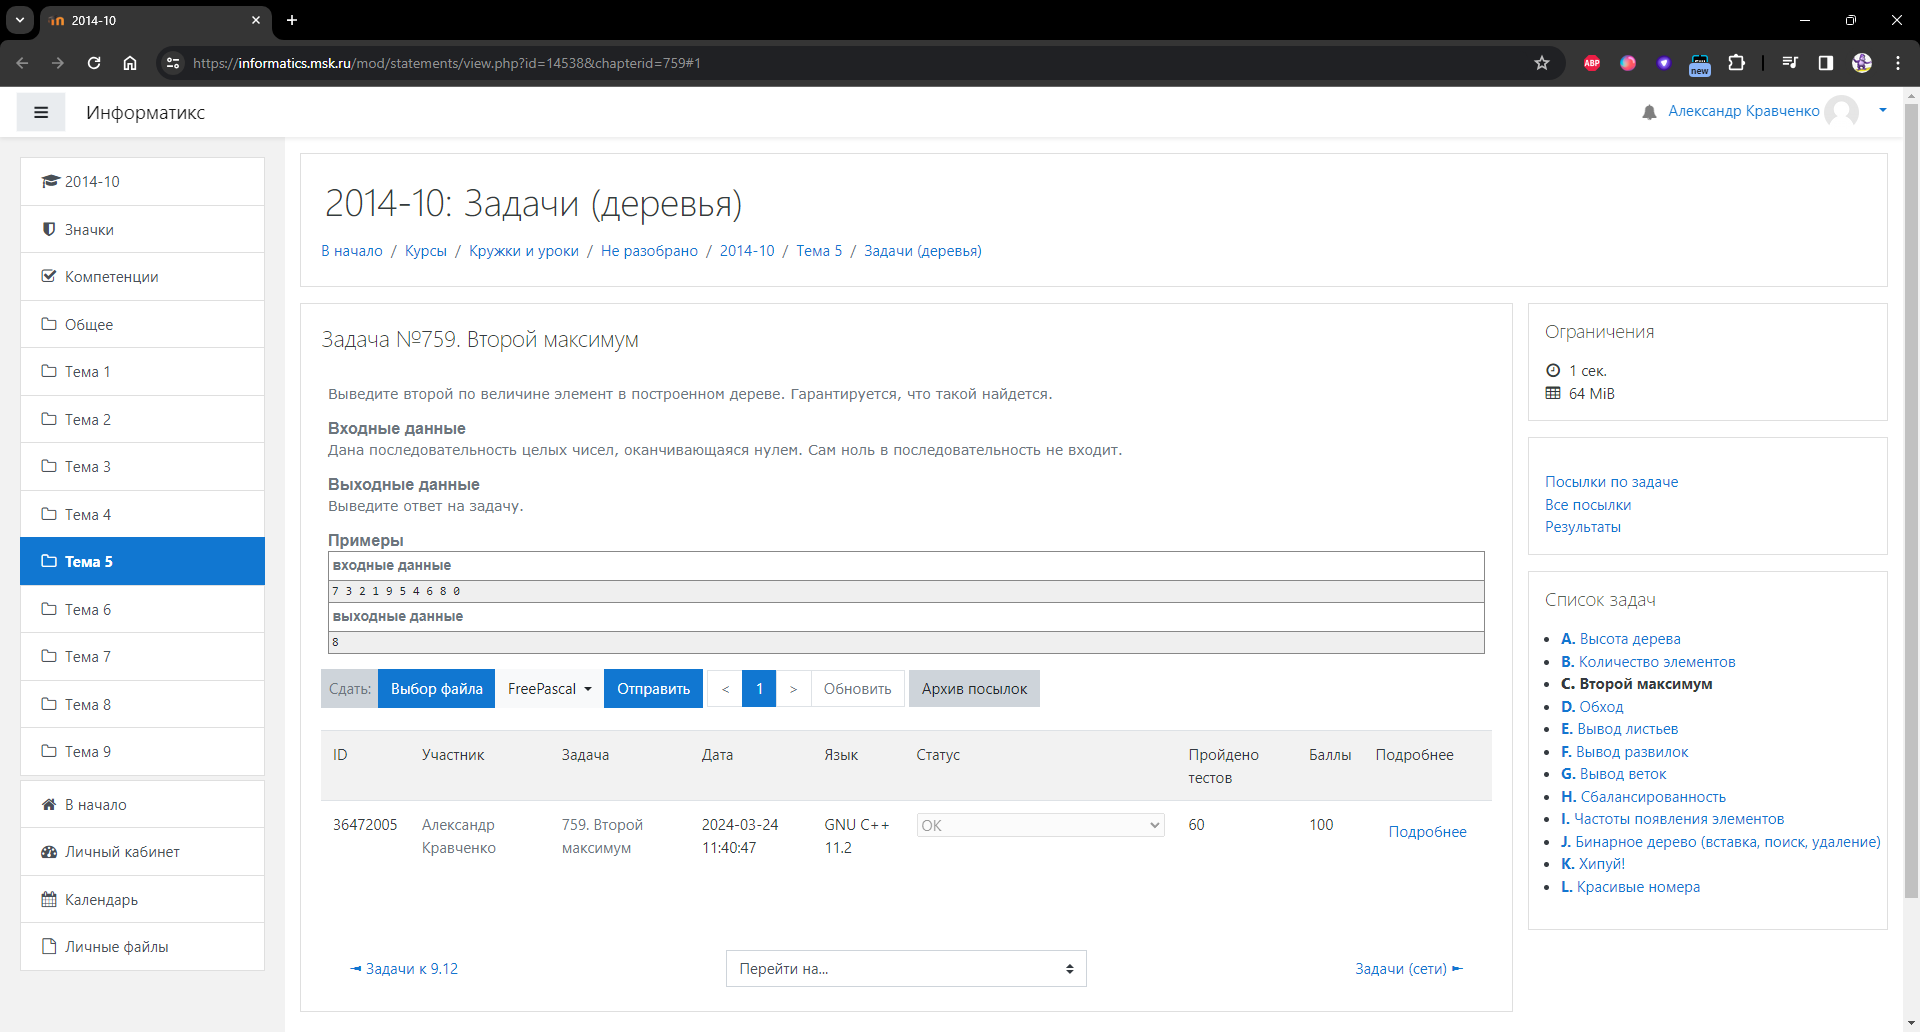 2014-10
https://informatics.msk.ru/mod/statements/view.php?id=14538&chapterid=759#1
ABP
new
Информатикс
Александр Кравченко
2014-10
Значки
Компетенции
Общее
Тема 1
Тема 2
Тема 3
Тема 4
Тема 5
Тема 6
Тема 7
Тема 8
Тема 9
В начало
Личный кабинет
Календарь
Личные файлы
2014-10: Задачи (деревья)
В начало / Курсы / Кружки и уроки / Не разобрано / 2014-10 / Тема 5 / Задачи (деревья)
Задача №759. Второй максимум
Выведите второй по величине элемент в построенном дереве. Гарантируется, что такой найдется.
Входные данные
Дана последовательность целых чисел, оканчивающаяся нулем. Сам ноль в последовательность не входит.
Выходные данные
Выведите ответ на задачу.
Примеры
входные данные
7 3 2 1 9 5 4 6 8 0
выходные данные
8
Сдать: Выбор файла FreePascal Отправить < 1 > Обновить Архив посылок
ID Участник Задача Дата Язык Статус Пройдено тестов Баллы Подробнее
36472005 Александр Кравченко 759. Второй максимум 2024-03-24 11:40:47 GNU C++ 11.2 OK 60 100 Подробнее
◄ Задачи к 9.12
Перейти на...
Задачи (сети) ►
Ограничения
1 сек.
64 MiB
Посылки по задаче
Все посылки
Результаты
Список задач
A. Высота дерева
B. Количество элементов
C. Второй максимум
D. Обход
E. Вывод листьев
F. Вывод развилок
G. Вывод веток
H. Сбалансированность
I. Частоты появления элементов
J. Бинарное дерево (вставка, поиск, удаление)
K. Хипуй!
L. Красивые номера